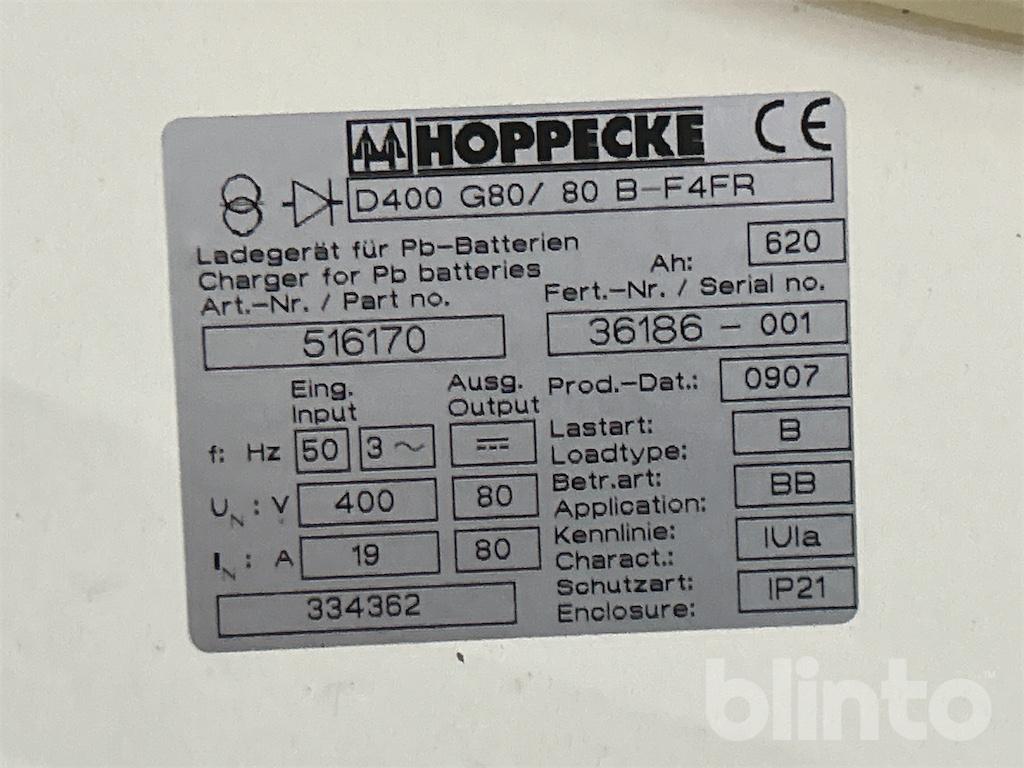 HOPPECKE CE
D400 G80/ 80 B-F4FR
Ladegerät für Pb-Batterien
Charger for Pb batteries
Ah: 620
Art.-Nr. / Part no.
Fert.-Nr. / Serial no.
516170
36186 - 001
Eing. Ausg.
Input Output
Prod.-Dat.: 0907
f: Hz 50 3 ~ ⎓
Lastart: B
Loadtype:
U_N : V 400 80
Betr.art: BB
Application:
I_N : A 19 80
Kennlinie: IUIa
Charact.:
334362
Schutzart: IP21
Enclosure:
blinto™